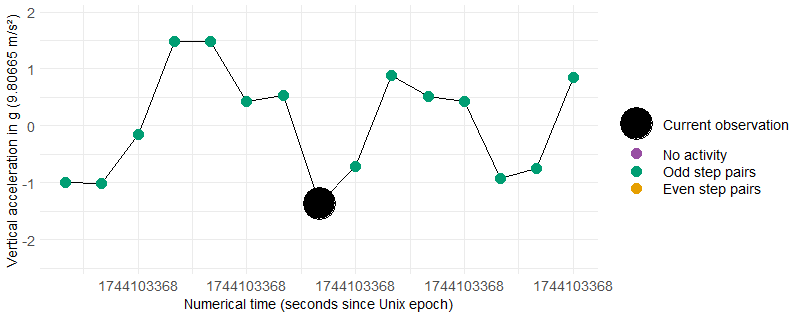 Vertical acceleration in g (9.80665 m/s²)
2
1
0
-1
-2
1744103368 1744103368 1744103368 1744103368 1744103368
Numerical time (seconds since Unix epoch)
Current observation
No activity
Odd step pairs
Even step pairs